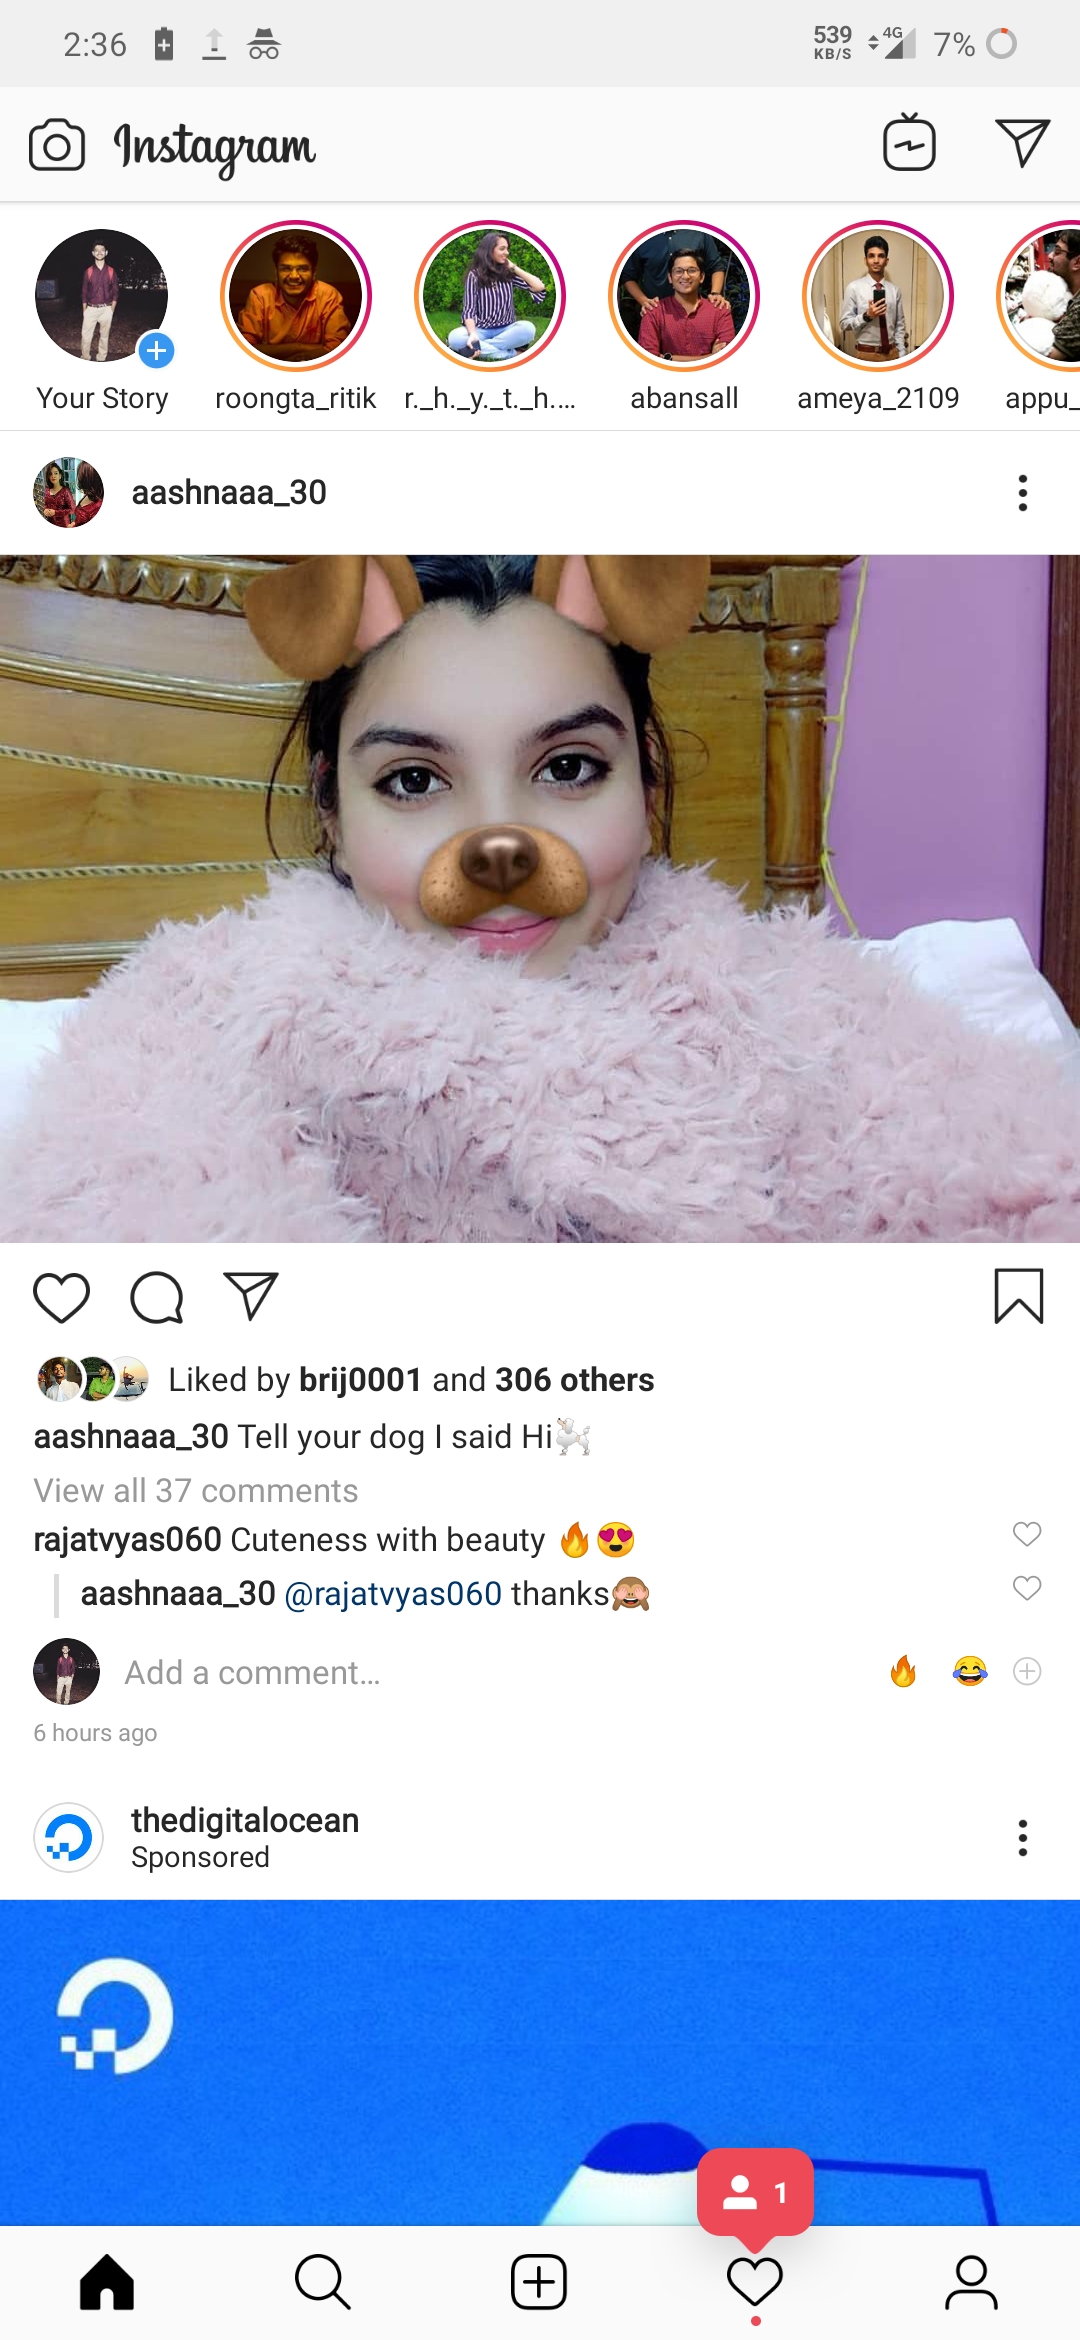 2:36 539 KB/S 4G 7%
Instagram
Your Story roongta_ritik r._h._y._t._h.... abansall ameya_2109 appu_
aashnaaa_30
Liked by brij0001 and 306 others
aashnaaa_30 Tell your dog I said Hi🐩
View all 37 comments
rajatvyas060 Cuteness with beauty 🔥😍
aashnaaa_30 @rajatvyas060 thanks🙈
Add a comment... 🔥 😂
6 hours ago
thedigitalocean
Sponsored
1